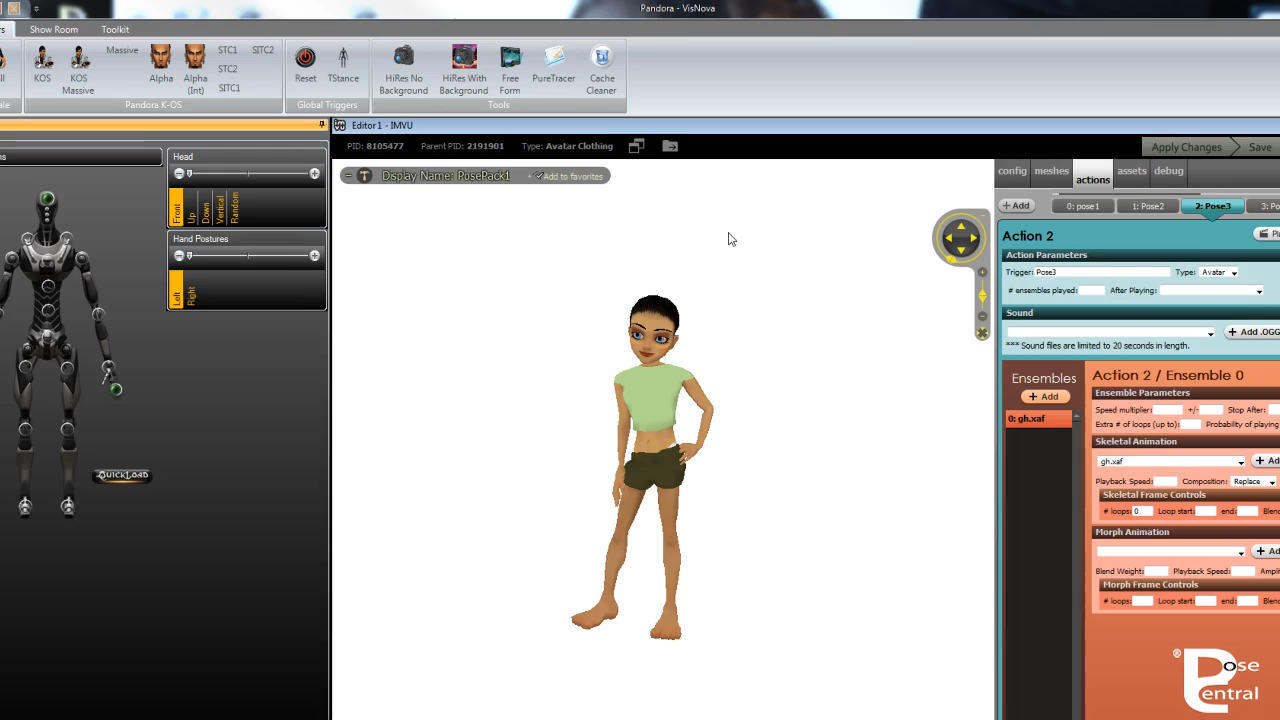 Pandora - VisNova
Show Room
Toolkit
KOS
KOS Massive
Massive
Alpha
Alpha (Int)
STC1
STC2
SITC1
SITC2
Reset
TStance
HiRes No Background
HiRes With Background
Free Form
PureTracer
Cache Cleaner
Pandora K-OS
Global Triggers
Tools
Editor1 - IMVU
PID: 8105477
Parent PID: 2191901
Type: Avatar Clothing
Apply Changes
Save
Head
Front
Up
Down
Vertical
Random
Hand Postures
Left
Right
QUICKLOAD
Display Name: PosePack1
Add to favorites
config
meshes
actions
assets
debug
+ Add
0: pose1
1: Pose2
2: Pose3
3: Po
Action 2
Action Parameters
Trigger: Pose3
Type: Avatar
# ensembles played:
After Playing:
Sound
+ Add .OGG
*** Sound files are limited to 20 seconds in length.
Ensembles
+ Add
0: gh.xaf
Action 2 / Ensemble 0
Ensemble Parameters
Speed multiplier:
+/-
Stop After:
Extra # of loops (up to):
Probability of playing
Skeletal Animation
gh.xaf
+ Ad
Playback Speed:
Composition: Replace
Skeletal Frame Controls
# loops: 0
Loop start:
end:
Blen
Morph Animation
+ Ad
Blend Weight:
Playback Speed:
Ampli
Morph Frame Controls
# loops:
Loop start:
end:
Blen
® Pose Central